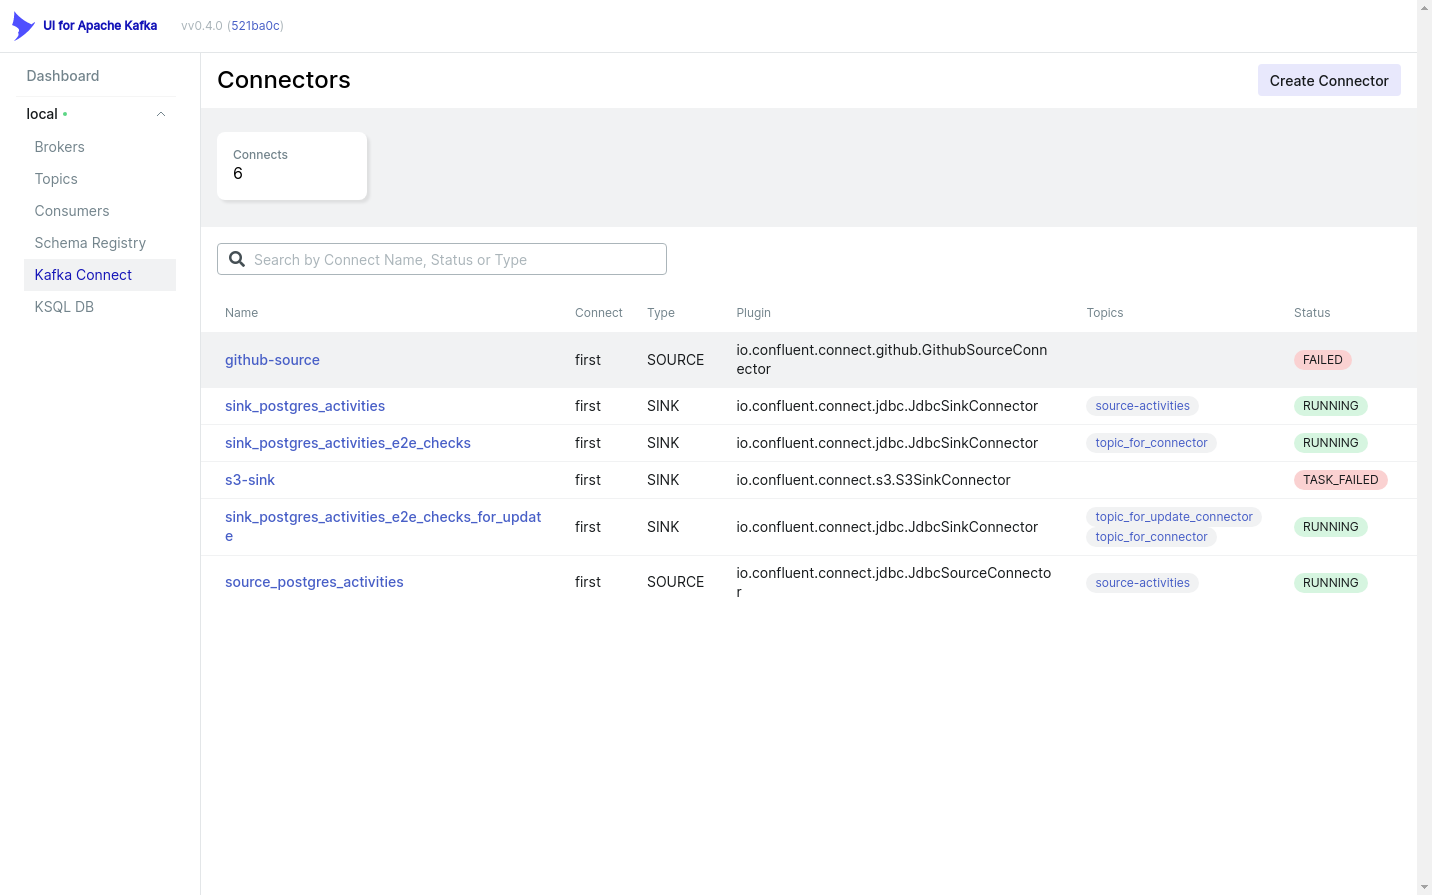 UI for Apache Kafka vv0.4.0 (521ba0c)
Dashboard
local
Brokers
Topics
Consumers
Schema Registry
Kafka Connect
KSQL DB
Connectors
Create Connector
Connects
6
Search by Connect Name, Status or Type
Name Connect Type Plugin Topics Status
github-source first SOURCE io.confluent.connect.github.GithubSourceConn
ector FAILED
sink_postgres_activities first SINK io.confluent.connect.jdbc.JdbcSinkConnector source-activities RUNNING
sink_postgres_activities_e2e_checks first SINK io.confluent.connect.jdbc.JdbcSinkConnector topic_for_connector RUNNING
s3-sink first SINK io.confluent.connect.s3.S3SinkConnector TASK_FAILED
sink_postgres_activities_e2e_checks_for_updat
e first SINK io.confluent.connect.jdbc.JdbcSinkConnector topic_for_update_connector
topic_for_connector RUNNING
source_postgres_activities first SOURCE io.confluent.connect.jdbc.JdbcSourceConnecto
r source-activities RUNNING